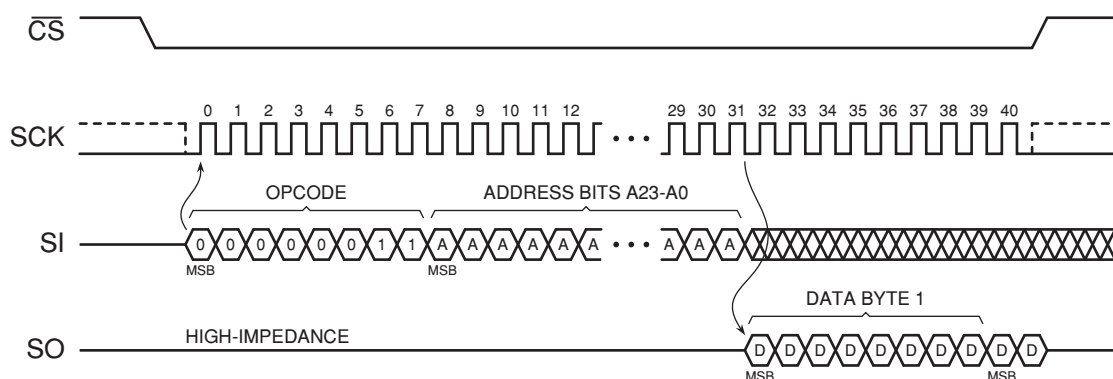 CS
0 1 2 3 4 5 6 7 8 9 10 11 12 29 30 31 32 33 34 35 36 37 38 39 40
SCK
OPCODE ADDRESS BITS A23-A0
SI 0 0 0 0 0 0 1 1 A A A A A A A A A
MSB MSB
DATA BYTE 1
HIGH-IMPEDANCE
SO D D D D D D D D D D
MSB MSB